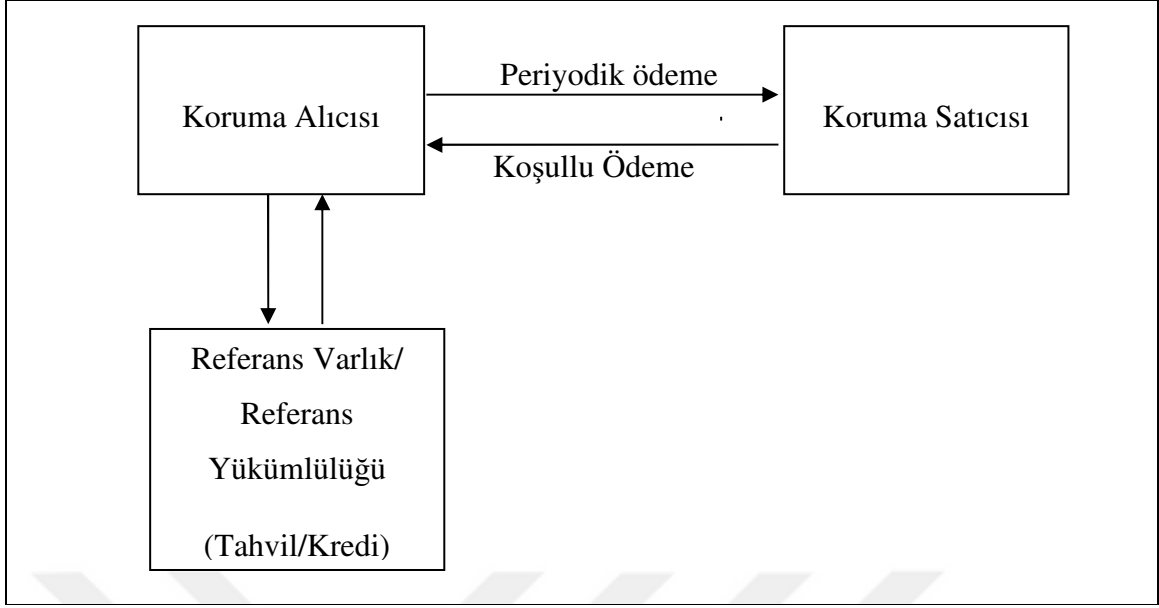 Koruma Alıcısı
Periyodik ödeme
Koşullu Ödeme
Koruma Satıcısı
Referans Varlık/
Referans
Yükümlülüğü
(Tahvil/Kredi)